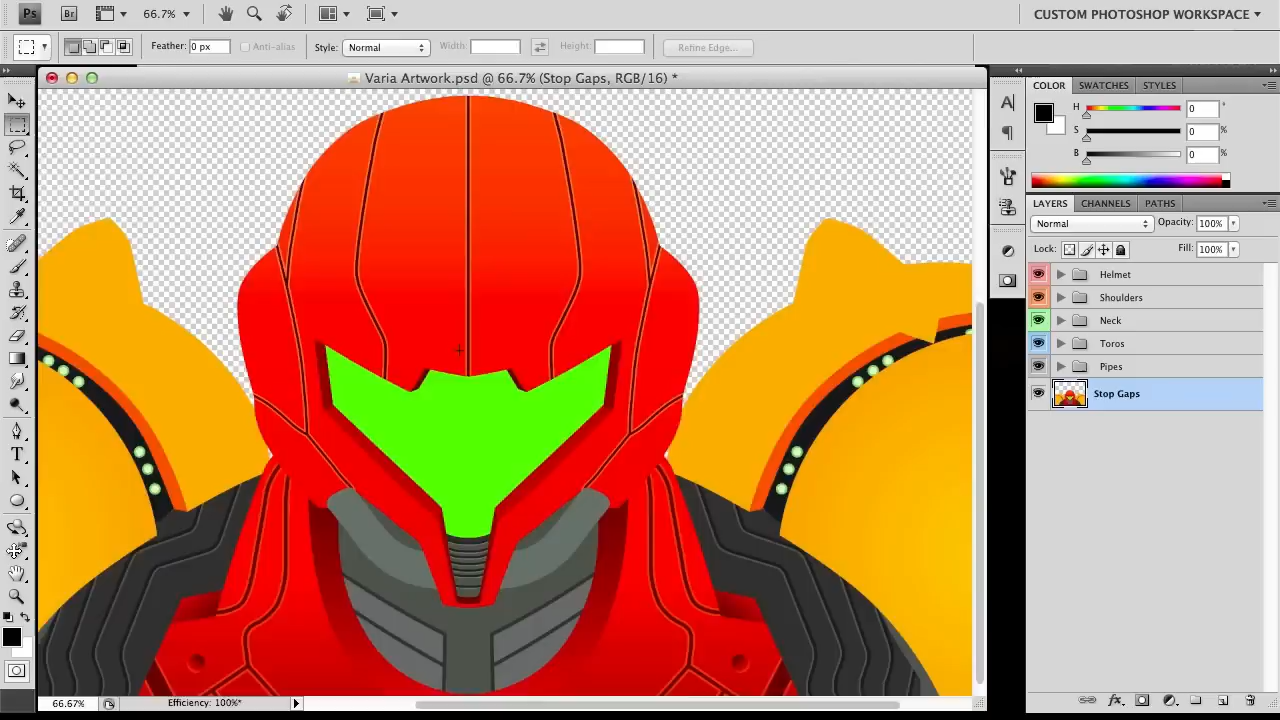 Ps Br 66.7% CUSTOM PHOTOSHOP WORKSPACE
Feather: 0 px Anti-alias Style: Normal Width: Height: Refine Edge...
Varia Artwork.psd @ 66.7% (Stop Gaps, RGB/16) *
COLOR SWATCHES STYLES
H 0 °
S 0 %
B 0 %
LAYERS CHANNELS PATHS
Normal Opacity: 100%
Lock: Fill: 100%
Helmet
Shoulders
Neck
Toros
Pipes
Stop Gaps
66.67% Efficiency: 100%*